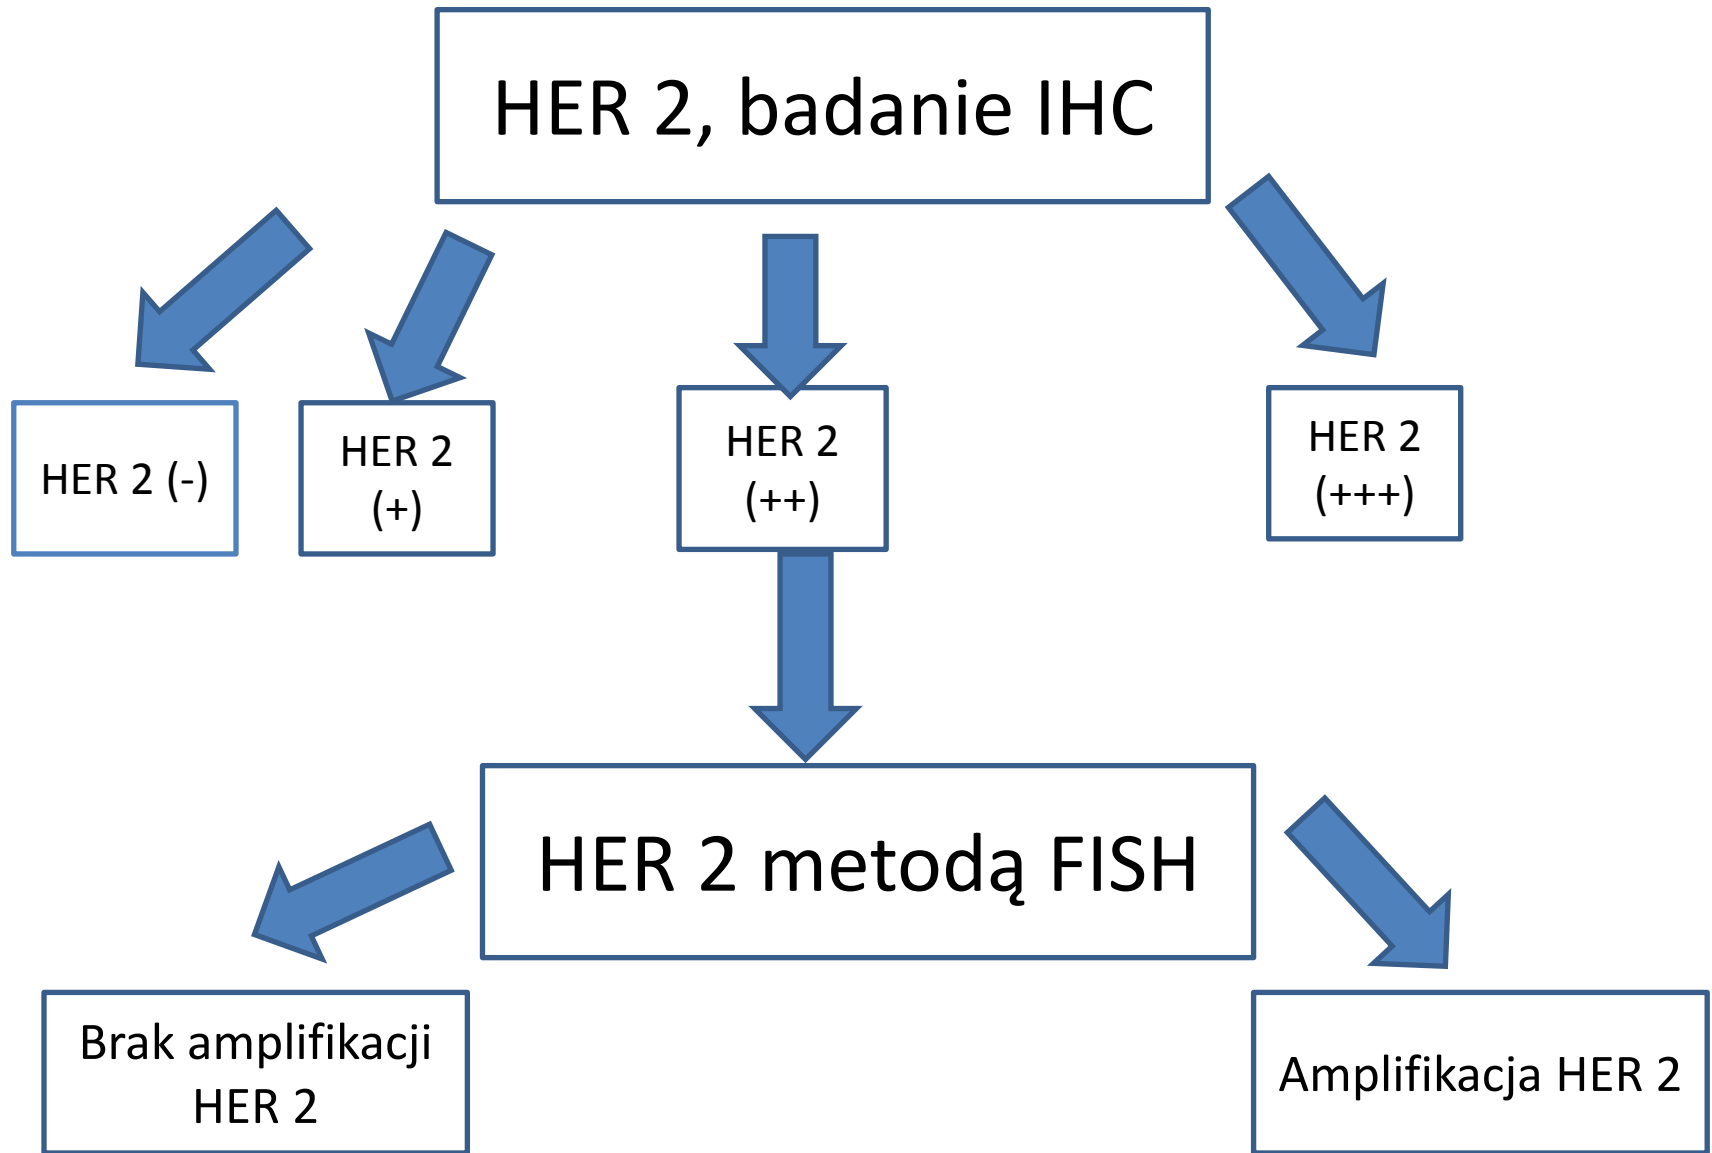 HER 2, badanie IHC
HER 2 (-)
HER 2
(+)
HER 2
(++)
HER 2
(+++)
HER 2 metodą FISH
Brak amplifikacji
HER 2
Amplifikacja HER 2